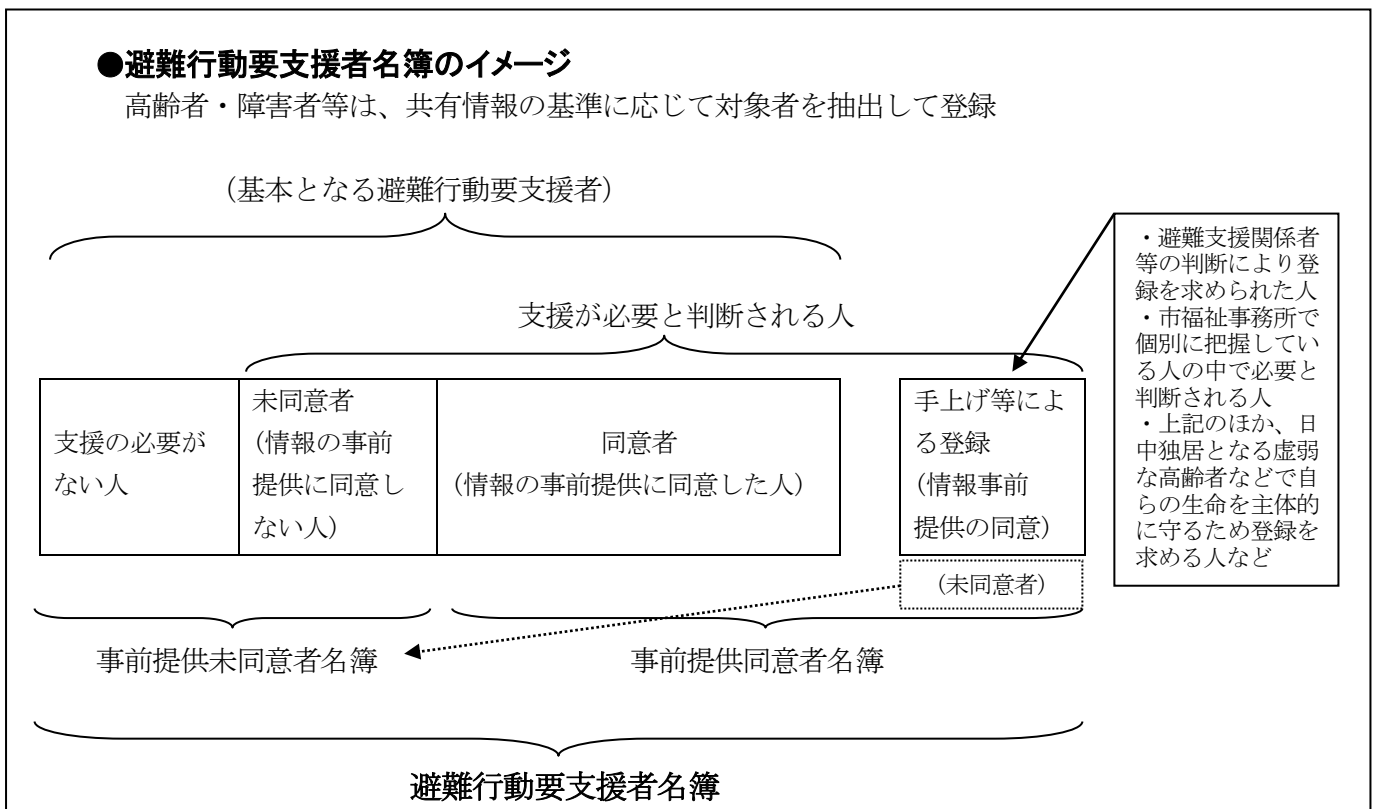 ●避難行動要支援者名簿のイメージ
高齢者・障害者等は、共有情報の基準に応じて対象者を抽出して登録
（基本となる避難行動要支援者）
支援が必要と判断される人
支援の必要が
ない人
未同意者
（情報の事前
提供に同意し
ない人）
同意者
（情報の事前提供に同意した人）
手上げ等によ
る登録
（情報事前
提供の同意）
（未同意者）
・避難支援関係者
等の判断により登
録を求められた人
・市福祉事務所で
個別に把握してい
る人の中で必要と
判断される人
・上記のほか、日
中独居となる虚弱
な高齢者などで自
らの生命を主体的
に守るため登録を
求める人など
事前提供未同意者名簿
事前提供同意者名簿
避難行動要支援者名簿